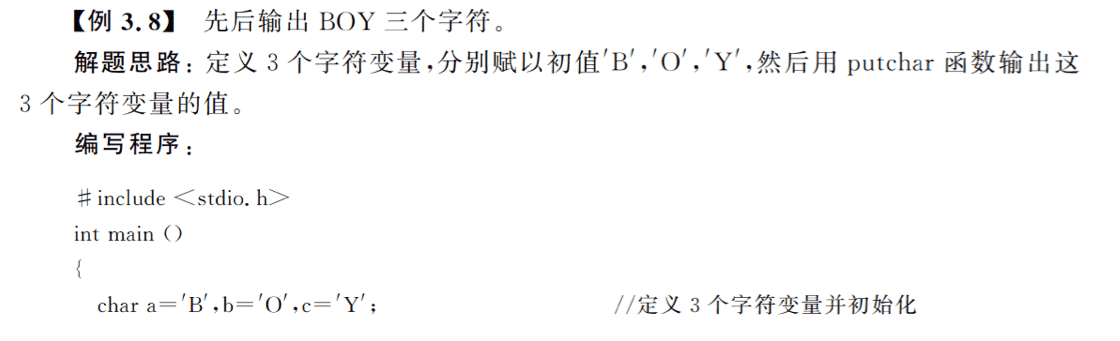 【例 3.8】 先后输出 BOY 三个字符。
解题思路: 定义 3 个字符变量,分别赋以初值'B','O','Y',然后用 putchar 函数输出这
3 个字符变量的值。
编写程序:
#include <stdio.h>
int main ()
{
char a='B',b='O',c='Y'; //定义 3 个字符变量并初始化